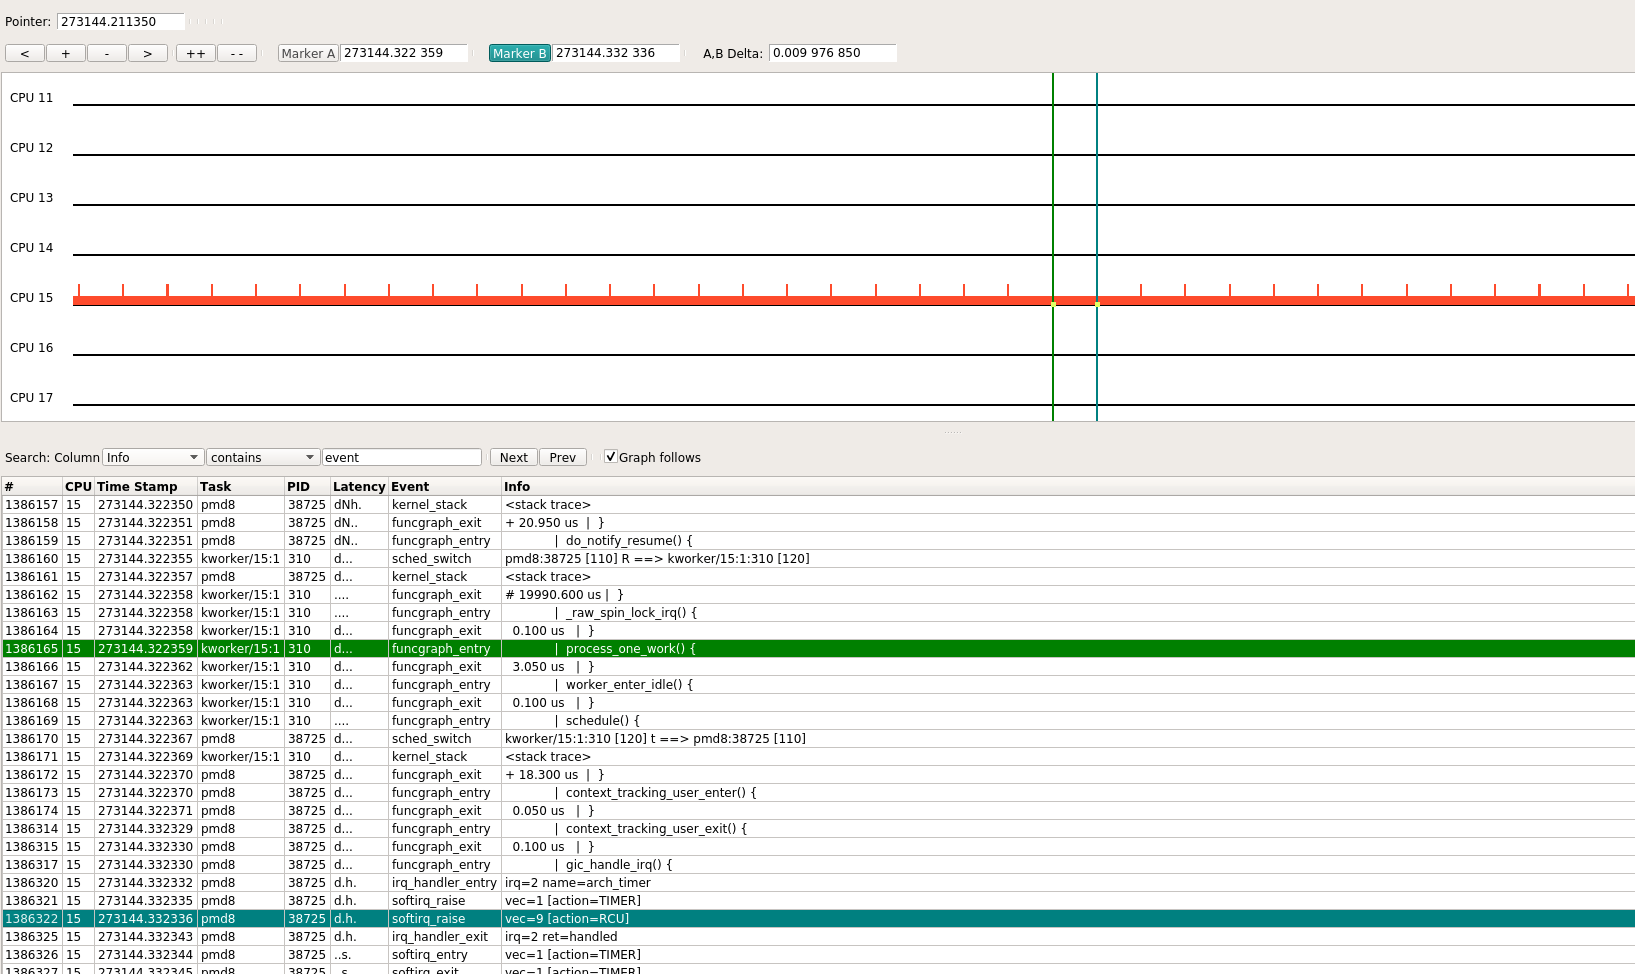 Pointer: 273144.211350
< + - > ++ - - Marker A 273144.322 359 Marker B 273144.332 336 A,B Delta: 0.009 976 850
CPU 11
CPU 12
CPU 13
CPU 14
CPU 15
CPU 16
CPU 17
Search: Column Info contains event Next Prev Graph follows
# CPU Time Stamp Task PID Latency Event Info
1386157 15 273144.322350 pmd8 38725 dNh. kernel_stack <stack trace>
1386158 15 273144.322351 pmd8 38725 dN.. funcgraph_exit + 20.950 us | }
1386159 15 273144.322351 pmd8 38725 dN.. funcgraph_entry | do_notify_resume() {
1386160 15 273144.322355 kworker/15:1 310 d... sched_switch pmd8:38725 [110] R ==> kworker/15:1:310 [120]
1386161 15 273144.322357 pmd8 38725 d... kernel_stack <stack trace>
1386162 15 273144.322358 kworker/15:1 310 .... funcgraph_exit # 19990.600 us | }
1386163 15 273144.322358 kworker/15:1 310 .... funcgraph_entry | _raw_spin_lock_irq() {
1386164 15 273144.322358 kworker/15:1 310 d... funcgraph_exit 0.100 us | }
1386165 15 273144.322359 kworker/15:1 310 d... funcgraph_entry | process_one_work() {
1386166 15 273144.322362 kworker/15:1 310 d... funcgraph_exit 3.050 us | }
1386167 15 273144.322363 kworker/15:1 310 d... funcgraph_entry | worker_enter_idle() {
1386168 15 273144.322363 kworker/15:1 310 d... funcgraph_exit 0.100 us | }
1386169 15 273144.322363 kworker/15:1 310 .... funcgraph_entry | schedule() {
1386170 15 273144.322367 pmd8 38725 d... sched_switch kworker/15:1:310 [120] t ==> pmd8:38725 [110]
1386171 15 273144.322369 kworker/15:1 310 d... kernel_stack <stack trace>
1386172 15 273144.322370 pmd8 38725 d... funcgraph_exit + 18.300 us | }
1386173 15 273144.322370 pmd8 38725 d... funcgraph_entry | context_tracking_user_enter() {
1386174 15 273144.322371 pmd8 38725 d... funcgraph_exit 0.050 us | }
1386314 15 273144.332329 pmd8 38725 d... funcgraph_entry | context_tracking_user_exit() {
1386315 15 273144.332330 pmd8 38725 d... funcgraph_exit 0.100 us | }
1386317 15 273144.332330 pmd8 38725 d... funcgraph_entry | gic_handle_irq() {
1386320 15 273144.332332 pmd8 38725 d.h. irq_handler_entry irq=2 name=arch_timer
1386321 15 273144.332335 pmd8 38725 d.h. softirq_raise vec=1 [action=TIMER]
1386322 15 273144.332336 pmd8 38725 d.h. softirq_raise vec=9 [action=RCU]
1386325 15 273144.332343 pmd8 38725 d.h. irq_handler_exit irq=2 ret=handled
1386326 15 273144.332344 pmd8 38725 ..s. softirq_entry vec=1 [action=TIMER]
1386327 15 273144.332345 pmd8 38725 ..s. softirq_exit vec=1 [action=TIMER]